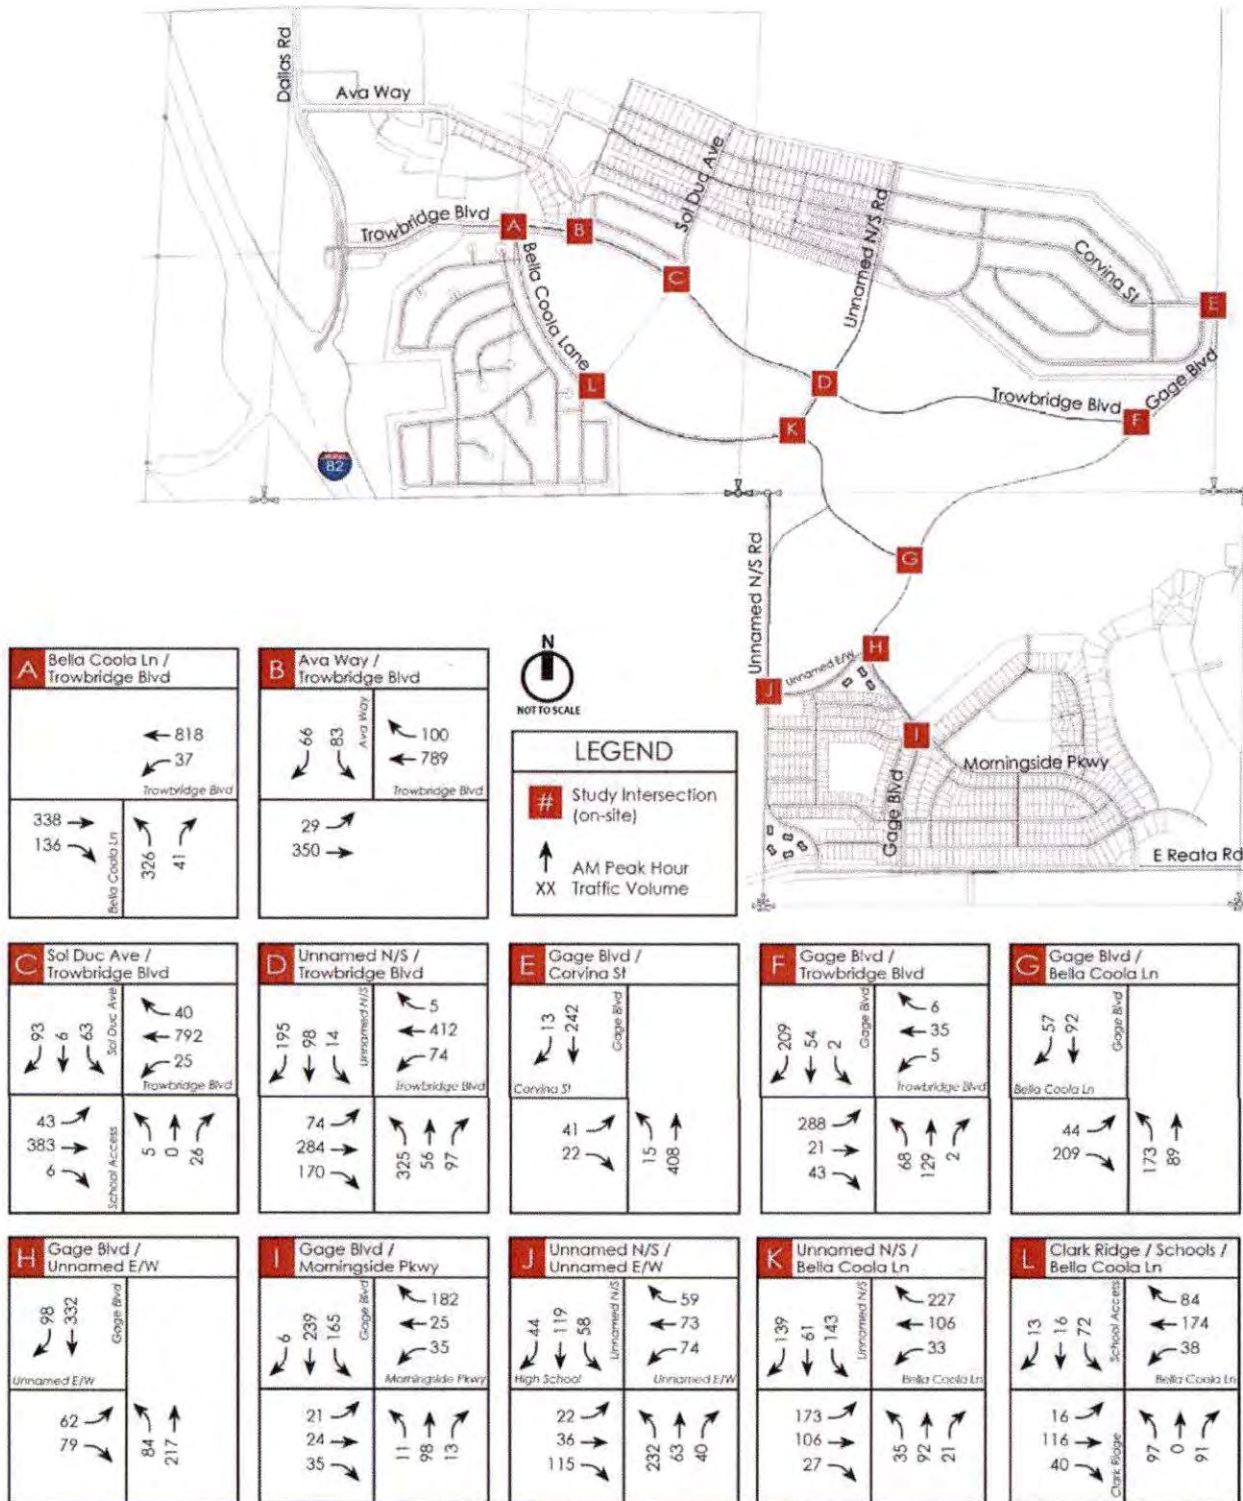 Dallas Rd
Ava Way
Sol Duc Ave
Trowbridge Blvd
A
B
Bella Coola Lane
C
Unnamed N/S Rd
Corvina St
E
Gage Blvd
L
D
Trowbridge Blvd
F
K
82
Unnamed N/S Rd
G
H
Unnamed E/W
J
I
Gage Blvd
Morningside Pkwy
E Reata Rd
N
NOT TO SCALE
LEGEND
# Study Intersection
(on-site)
AM Peak Hour
XX Traffic Volume
A Bella Coola Ln /
Trowbridge Blvd
818
37
Trowbridge Blvd
338
136
Bella Coola Ln
326
41
B Ava Way /
Trowbridge Blvd
66
83
Ava Way
100
789
Trowbridge Blvd
29
350
C Sol Duc Ave /
Trowbridge Blvd
93
6
63
Sol Duc Ave
40
792
25
Trowbridge Blvd
43
383
6
School Access
5
0
26
D Unnamed N/S /
Trowbridge Blvd
195
98
14
Unnamed N/S
5
412
74
Trowbridge Blvd
74
284
170
325
56
97
E Gage Blvd /
Corvina St
13
242
Gage Blvd
Corvina St
41
22
15
408
F Gage Blvd /
Trowbridge Blvd
209
54
2
Gage Blvd
6
35
5
Trowbridge Blvd
288
21
43
68
129
2
G Gage Blvd /
Bella Coola Ln
57
92
Gage Blvd
Bella Coola Ln
44
209
173
89
H Gage Blvd /
Unnamed E/W
98
332
Gage Blvd
Unnamed E/W
62
79
84
217
I Gage Blvd /
Morningside Pkwy
6
239
165
Gage Blvd
182
25
35
Morningside Pkwy
21
24
35
11
98
13
J Unnamed N/S /
Unnamed E/W
44
119
58
Unnamed N/S
59
73
74
High School
Unnamed E/W
22
36
115
232
63
40
K Unnamed N/S /
Bella Coola Ln
139
61
143
Unnamed N/S
227
106
33
Bella Coola Ln
173
106
27
35
92
21
L Clark Ridge / Schools /
Bella Coola Ln
13
16
72
School Access
84
174
38
Bella Coola Ln
16
116
40
Clark Ridge
97
0
91